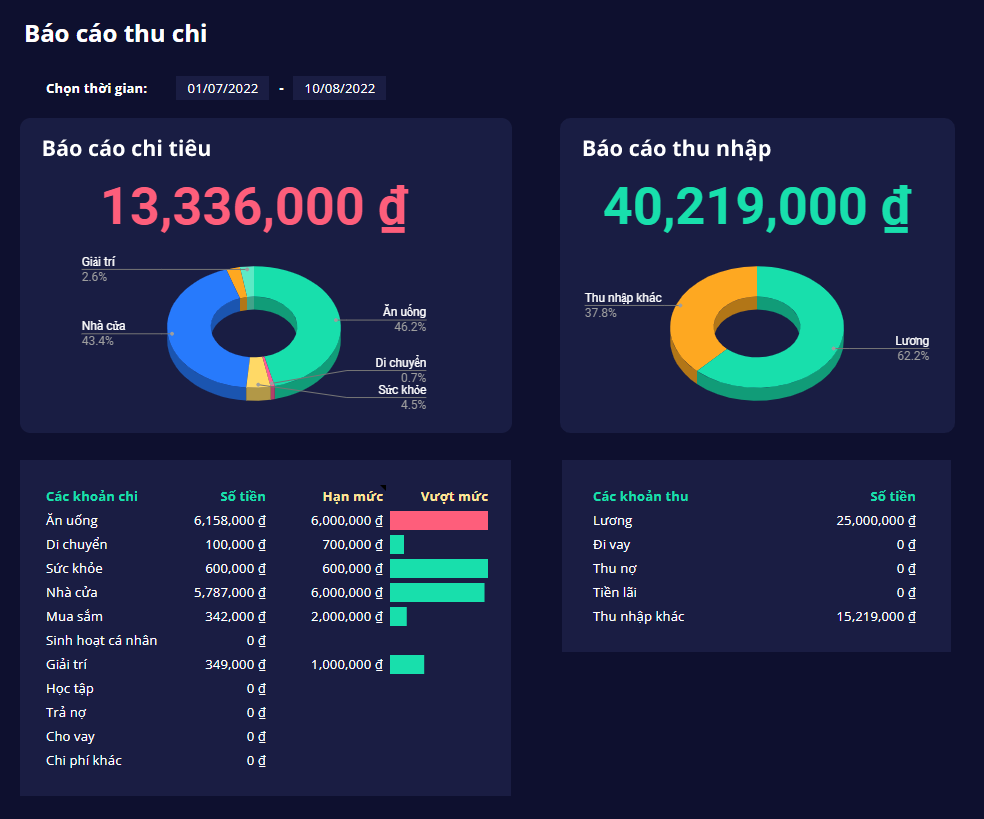 Báo cáo thu chi
Chọn thời gian: 01/07/2022 - 10/08/2022
Báo cáo chi tiêu
13,336,000 ₫
Giải trí
2.6%
Ăn uống
46.2%
Nhà cửa
43.4%
Di chuyển
0.7%
Sức khỏe
4.5%
Báo cáo thu nhập
40,219,000 ₫
Thu nhập khác
37.8%
Lương
62.2%
Các khoản chi Số tiền Hạn mức Vượt mức
Ăn uống 6,158,000 ₫ 6,000,000 ₫
Di chuyển 100,000 ₫ 700,000 ₫
Sức khỏe 600,000 ₫ 600,000 ₫
Nhà cửa 5,787,000 ₫ 6,000,000 ₫
Mua sắm 342,000 ₫ 2,000,000 ₫
Sinh hoạt cá nhân 0 ₫
Giải trí 349,000 ₫ 1,000,000 ₫
Học tập 0 ₫
Trả nợ 0 ₫
Cho vay 0 ₫
Chi phí khác 0 ₫
Các khoản thu Số tiền
Lương 25,000,000 ₫
Đi vay 0 ₫
Thu nợ 0 ₫
Tiền lãi 0 ₫
Thu nhập khác 15,219,000 ₫